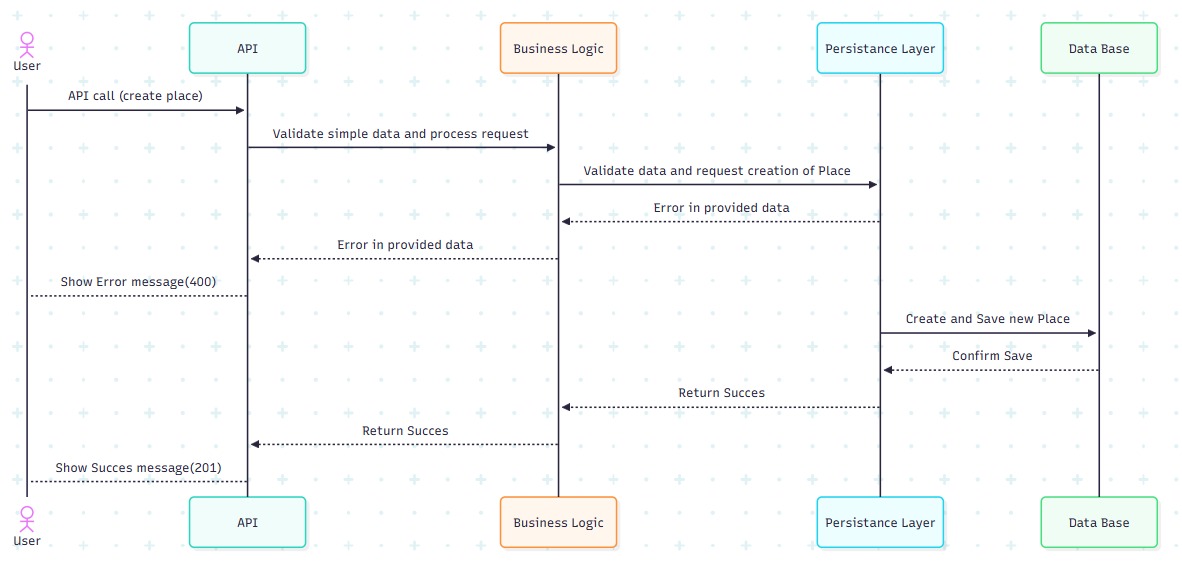 User
API
Business Logic
Persistance Layer
Data Base
API call (create place)
Validate simple data and process request
Validate data and request creation of Place
Error in provided data
Error in provided data
Show Error message(400)
Create and Save new Place
Confirm Save
Return Succes
Return Succes
Show Succes message(201)
User
API
Business Logic
Persistance Layer
Data Base